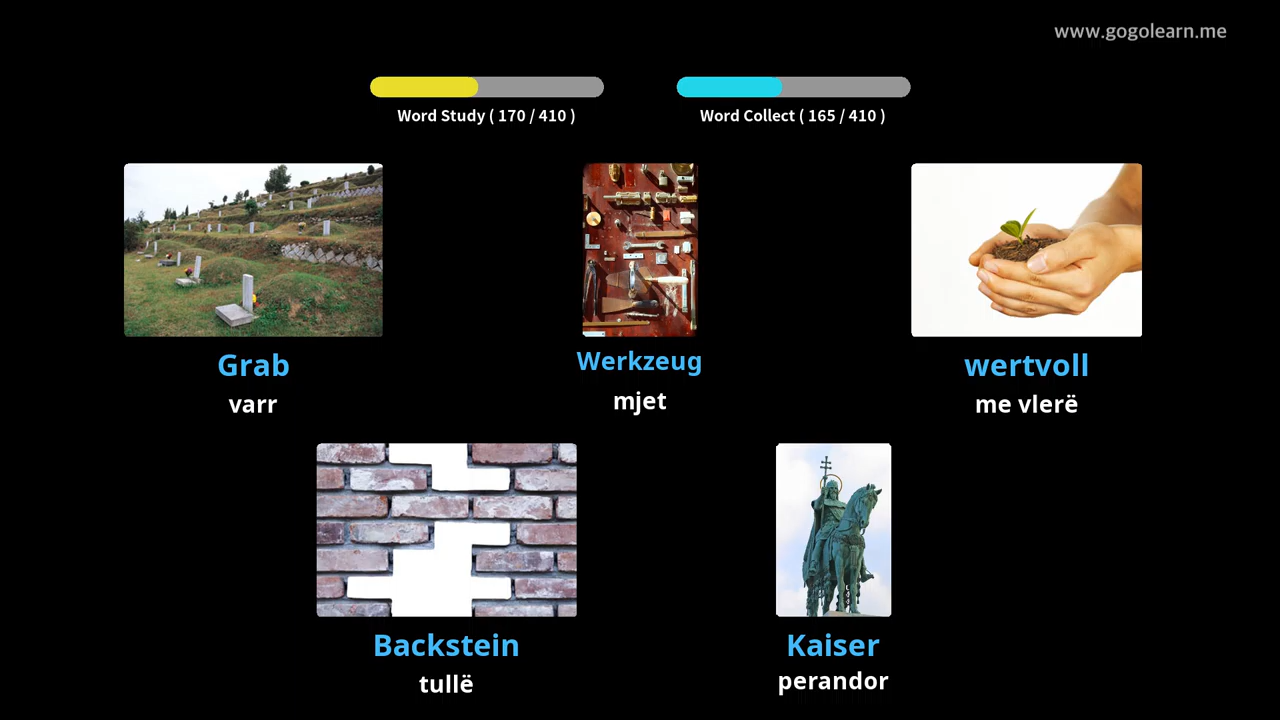 www.gogolearn.me
Word Study ( 170 / 410 )
Word Collect ( 165 / 410 )
Grab
varr
Werkzeug
mjet
wertvoll
me vlerë
Backstein
tullë
Kaiser
perandor